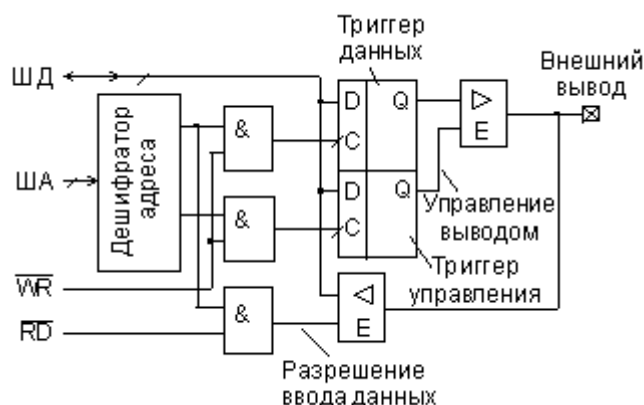 Триггер
данных
Внешний
вывод
ШД
D
Q
C
E
&
Дешифратор
адреса
ША
D
Q
C
&
Управление
выводом
Триггер
управления
WR
RD
&
E
Разрешение
ввода данных